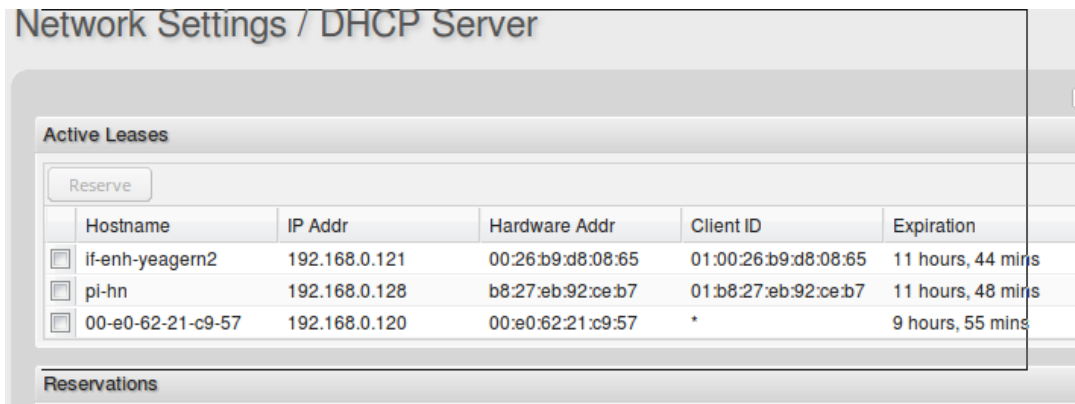 Network Settings / DHCP Server
Active Leases
Reserve
Hostname IP Addr Hardware Addr Client ID Expiration
if-enh-yeagern2 192.168.0.121 00:26:b9:d8:08:65 01:00:26:b9:d8:08:65 11 hours, 44 mins
pi-hn 192.168.0.128 b8:27:eb:92:ce:b7 01:b8:27:eb:92:ce:b7 11 hours, 48 mins
00-e0-62-21-c9-57 192.168.0.120 00:e0:62:21:c9:57 * 9 hours, 55 mins
Reservations